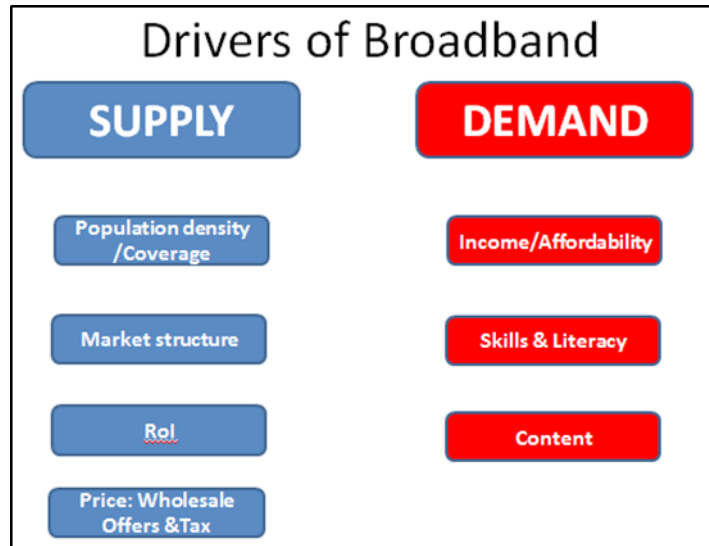 Drivers of Broadband
SUPPLY
DEMAND
Population density
/Coverage
Income/Affordability
Market structure
Skills & Literacy
RoI
Content
Price: Wholesale
Offers &Tax